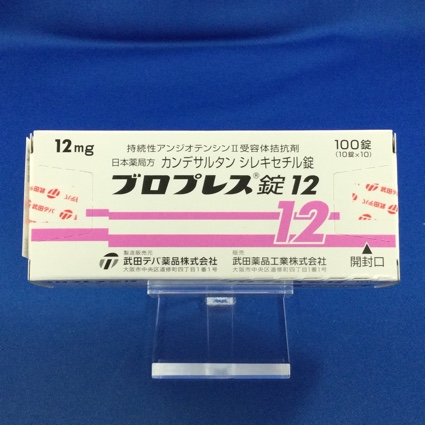 12mg
持続性アンジオテンシンⅡ受容体拮抗剤
100錠
(10錠×10)
日本薬局方 カンデサルタン シレキセチル錠
ブロプレス®錠12
12
武田テバ
製造販売元
武田テバ薬品株式会社
大阪市中央区道修町四丁目1番1号
販売
武田薬品工業株式会社
大阪市中央区道修町四丁目1番1号
開封口